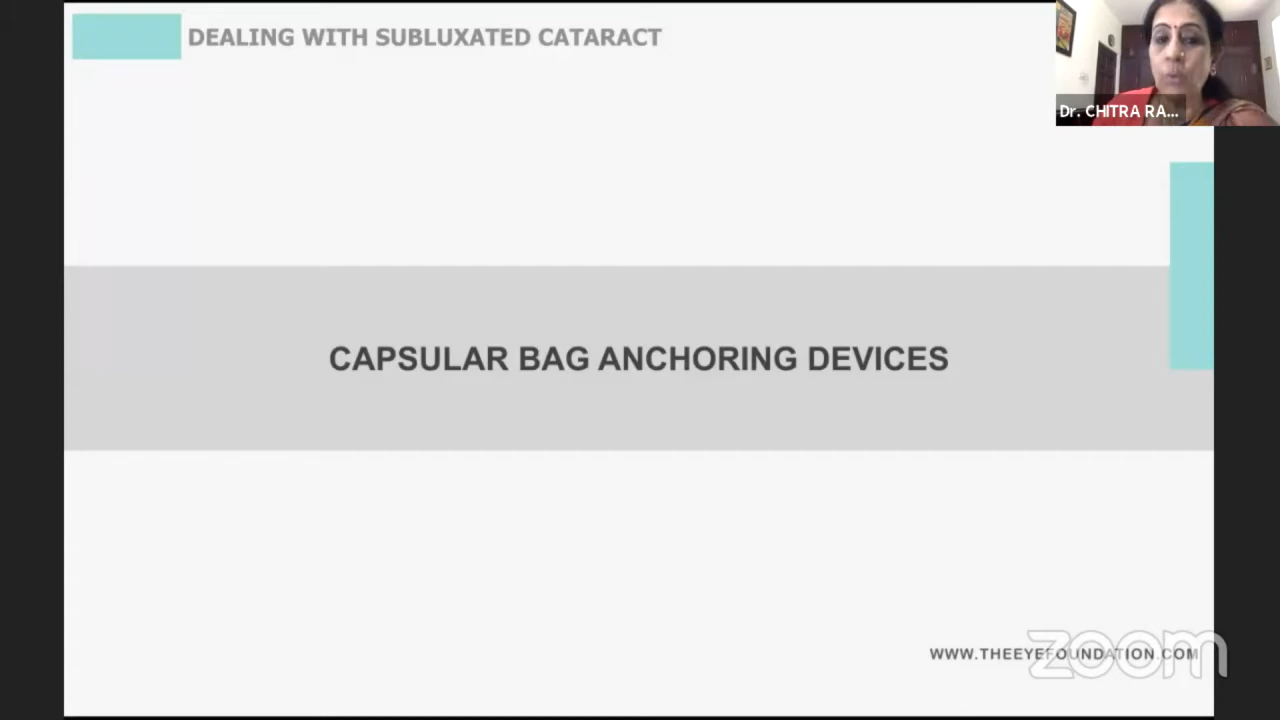 DEALING WITH SUBLUXATED CATARACT
Dr. CHITRA RA...
CAPSULAR BAG ANCHORING DEVICES
WWW.THEEYEFOUNDATION.COM
zoom